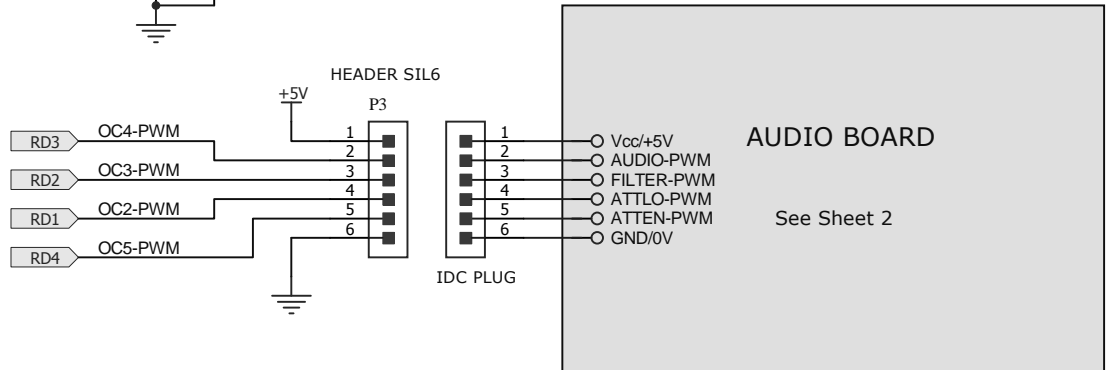 HEADER SIL6
+5V
P3
RD3 OC4-PWM
RD2 OC3-PWM
RD1 OC2-PWM
RD4 OC5-PWM
1
2
3
4
5
6
1
2
3
4
5
6
IDC PLUG
Vcc/+5V
AUDIO-PWM
FILTER-PWM
ATTLO-PWM
ATTEN-PWM
GND/0V
AUDIO BOARD
See Sheet 2